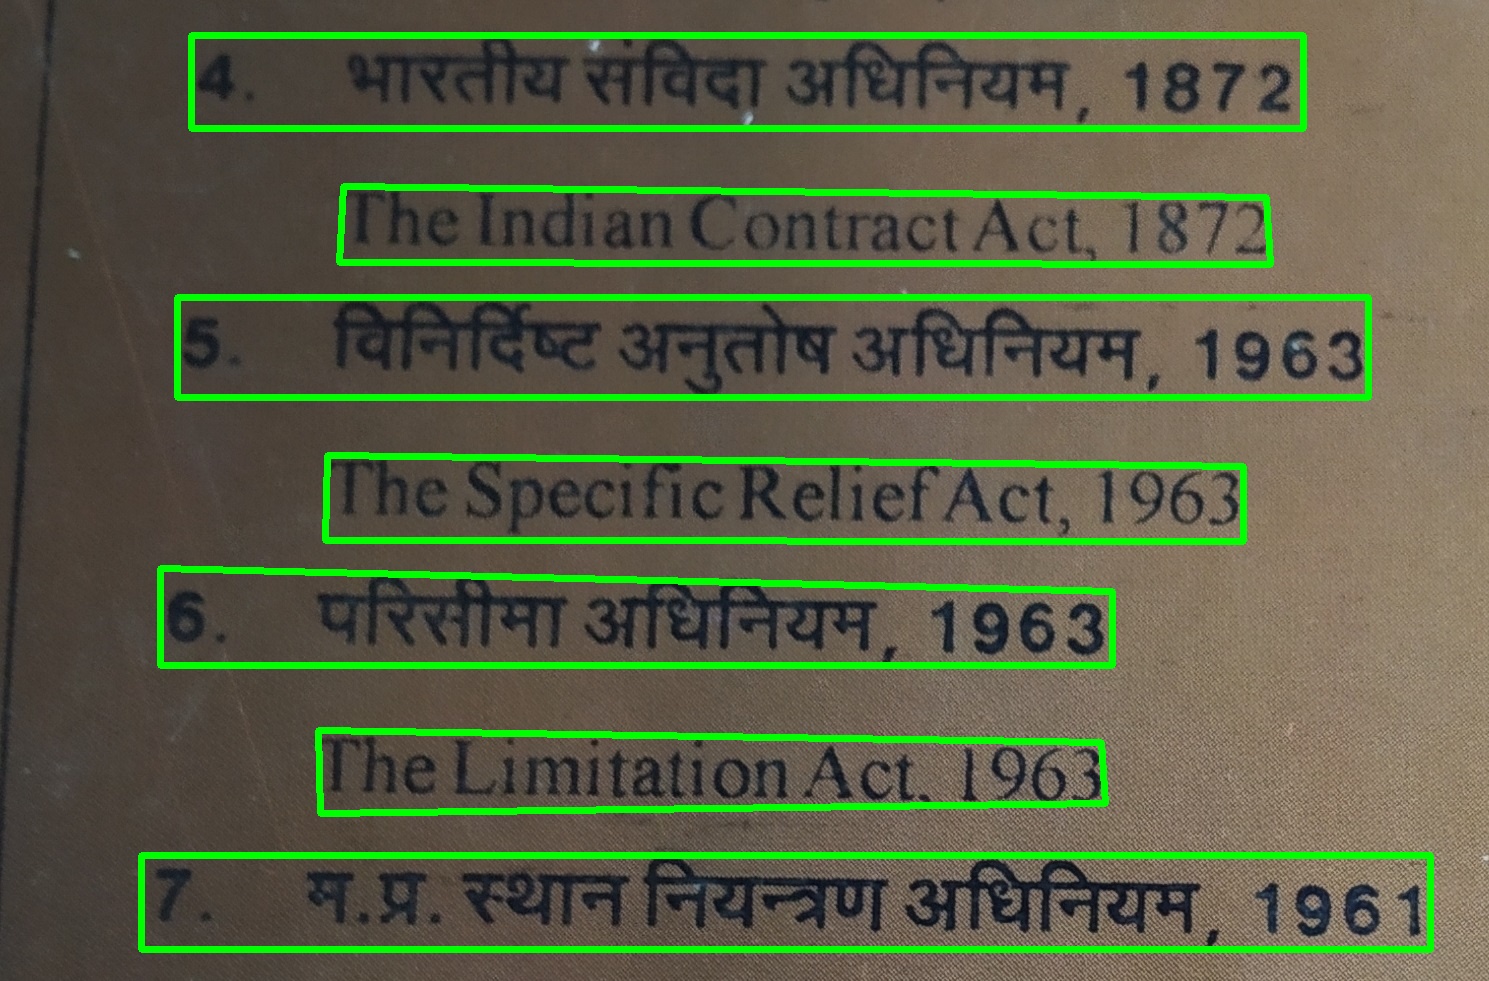 4. भारतीय संविदा अधिनियम, 1872
The Indian Contract Act, 1872
5. विनिर्दिष्ट अनुतोष अधिनियम, 1963
The Specific Relief Act, 1963
6. परिसीमा अधिनियम, 1963
The Limitation Act. 1963
7. म.प्र. स्थान नियन्त्रण अधिनियम, 1961